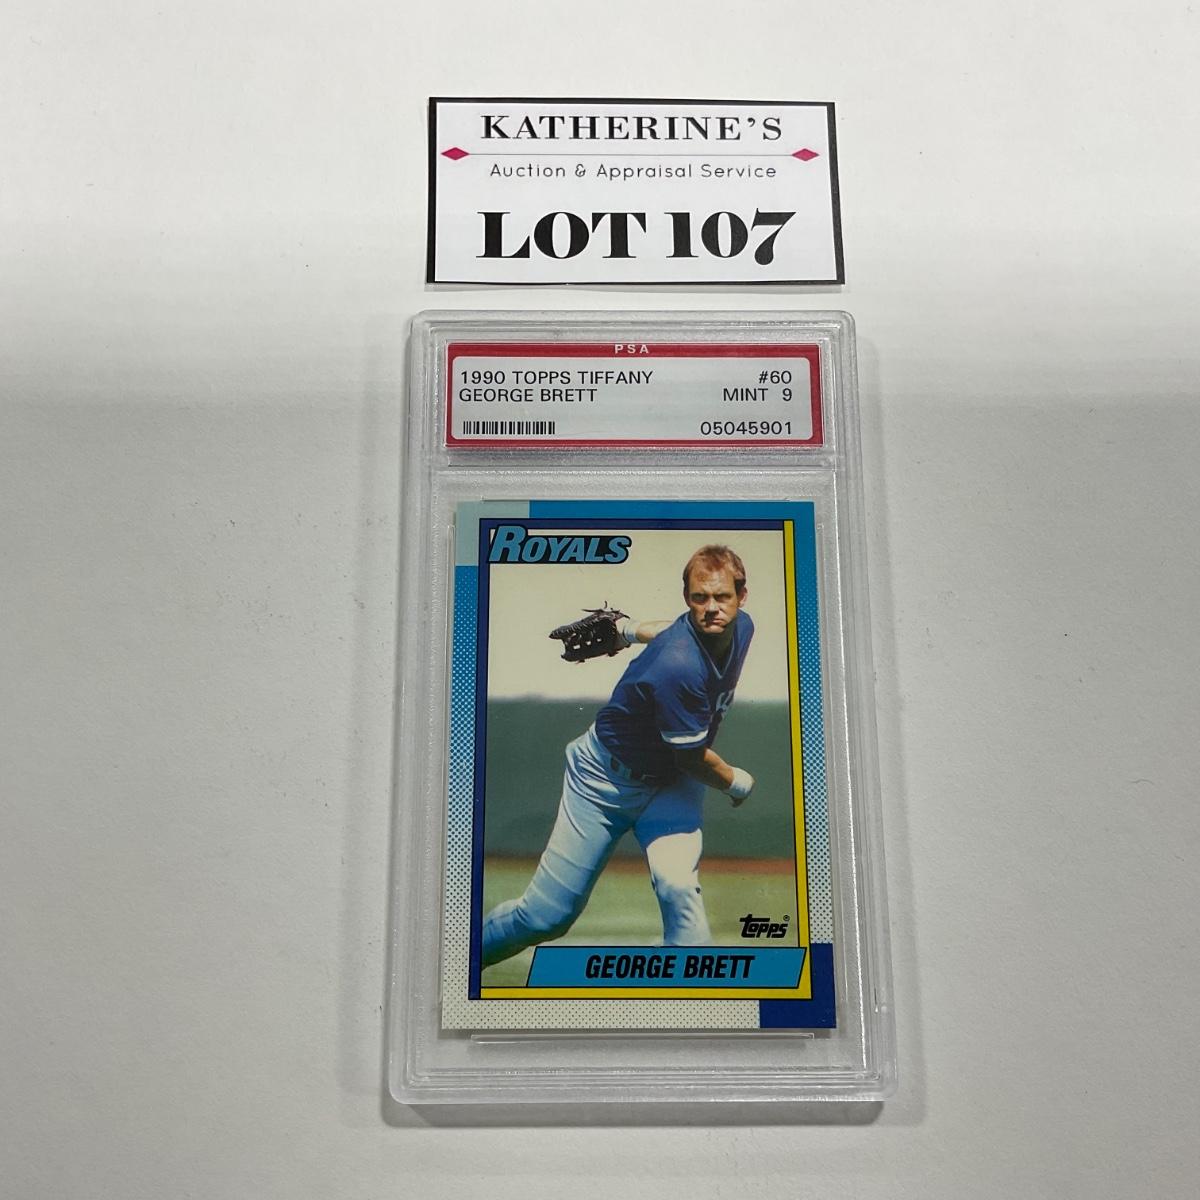 KATHERINE'S
Auction & Appraisal Service
LOT 107
PSA
1990 TOPPS TIFFANY #60
GEORGE BRETT MINT 9
05045901
ROYALS
topps®
GEORGE BRETT